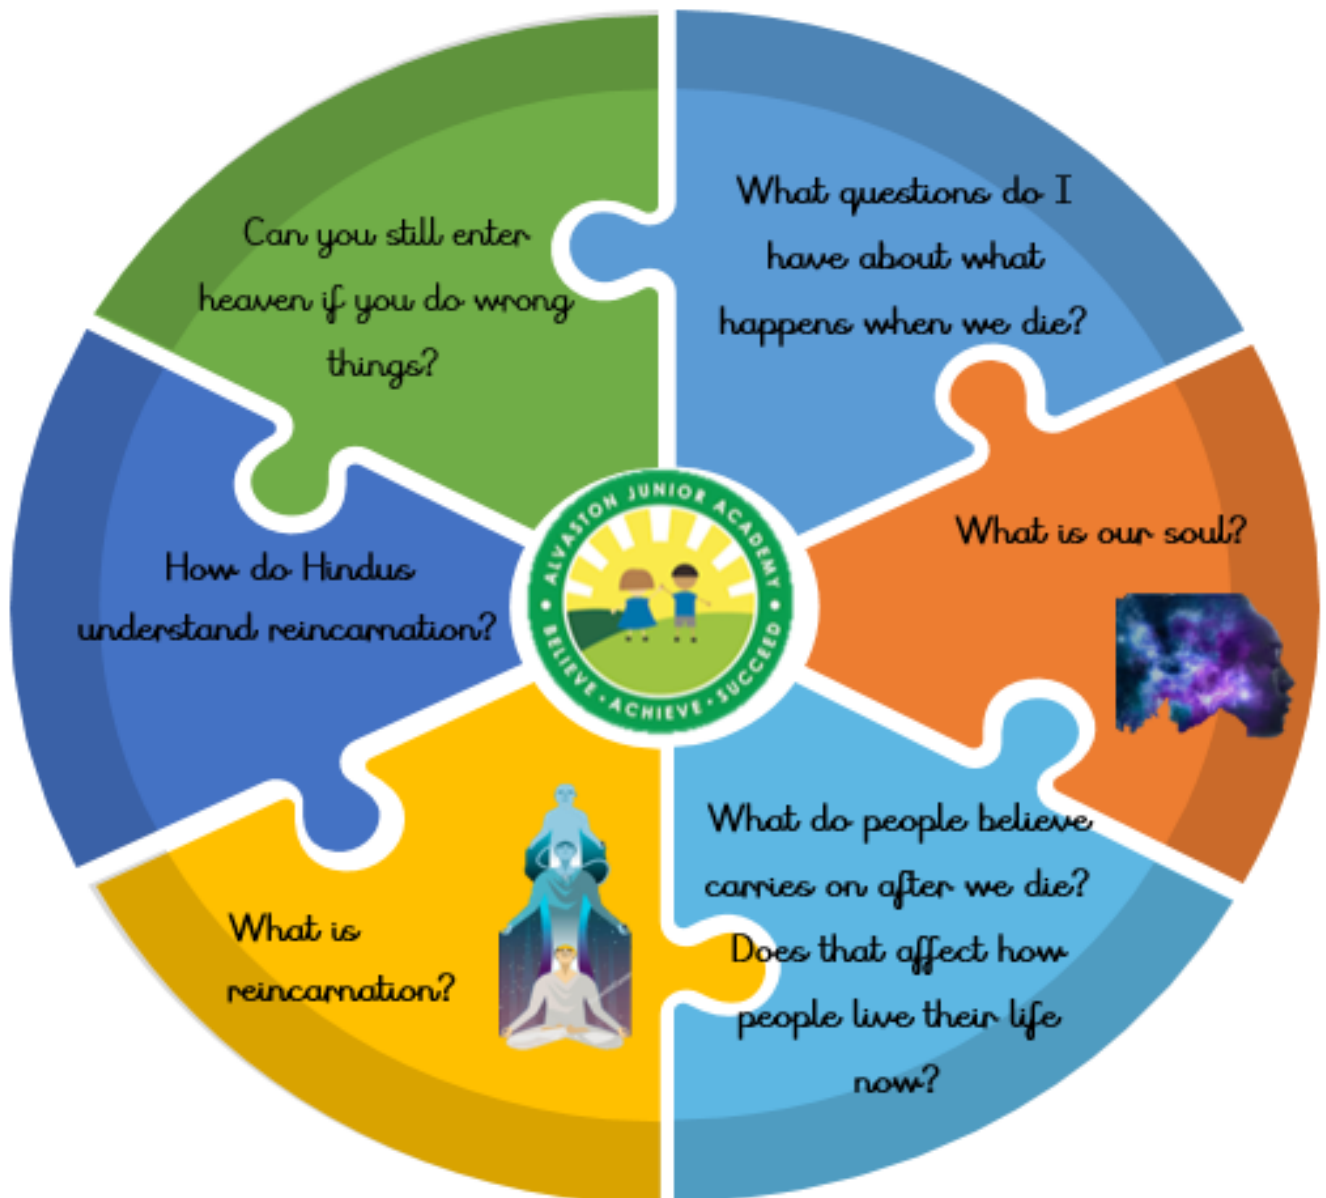 What questions do I
have about what
happens when we die?
What is our soul?
What do people believe
carries on after we die?
Does that affect how
people live their life
now?
What is
reincarnation?
How do Hindus
understand reincarnation?
Can you still enter
heaven if you do wrong
things?
ALVASTON JUNIOR ACADEMY
BELIEVE • ACHIEVE • SUCCEED